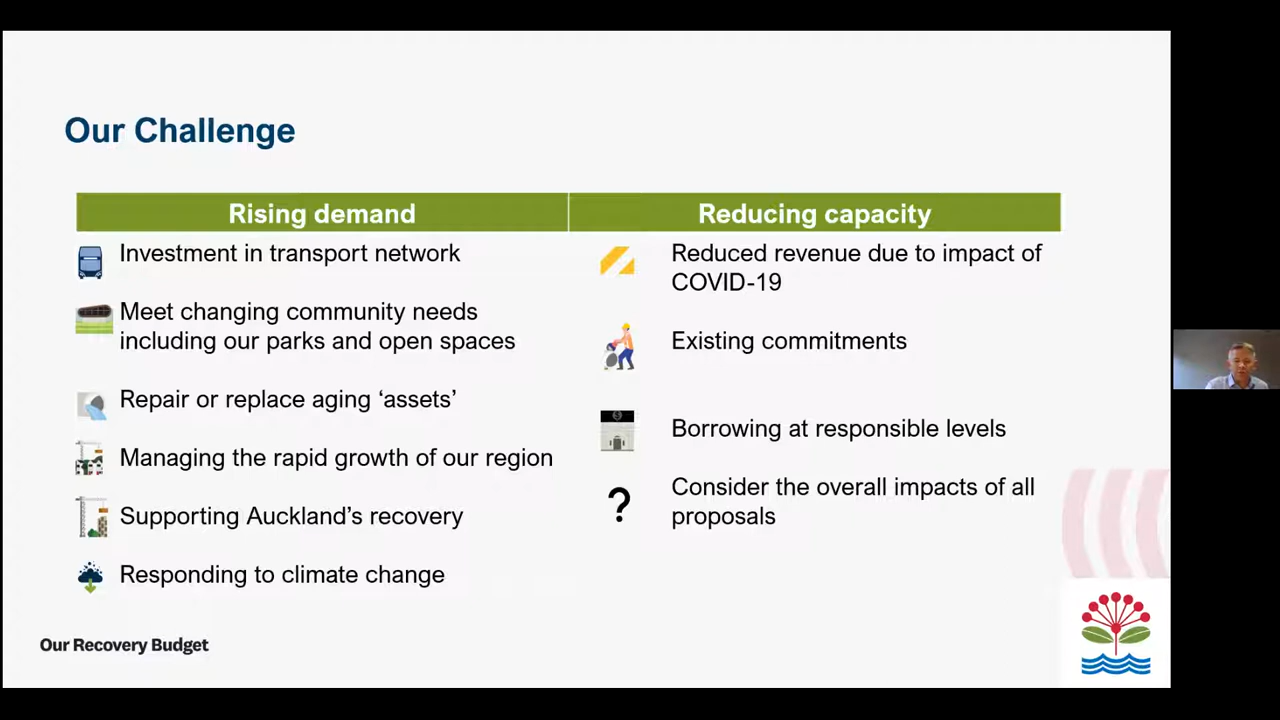 Our Challenge
Rising demand
Investment in transport network
Meet changing community needs
including our parks and open spaces
Repair or replace aging ‘assets’
Managing the rapid growth of our region
Supporting Auckland’s recovery
Responding to climate change
Reducing capacity
Reduced revenue due to impact of
COVID-19
Existing commitments
Borrowing at responsible levels
?
Consider the overall impacts of all
proposals
Our Recovery Budget